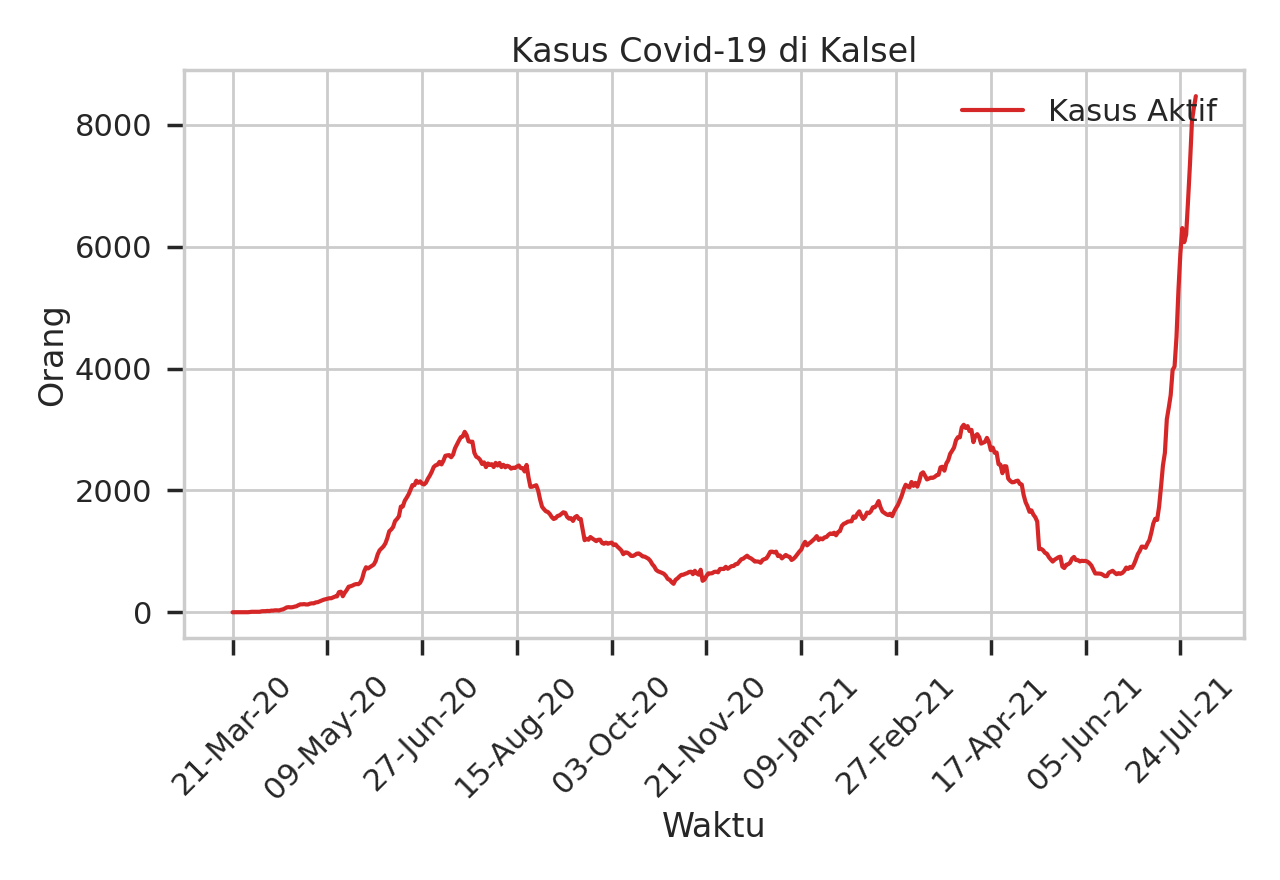 Kasus Covid-19 di Kalsel
Kasus Aktif
8000
6000
4000
2000
0
Orang
21-Mar-20
09-May-20
27-Jun-20
15-Aug-20
03-Oct-20
21-Nov-20
09-Jan-21
27-Feb-21
17-Apr-21
05-Jun-21
24-Jul-21
Waktu